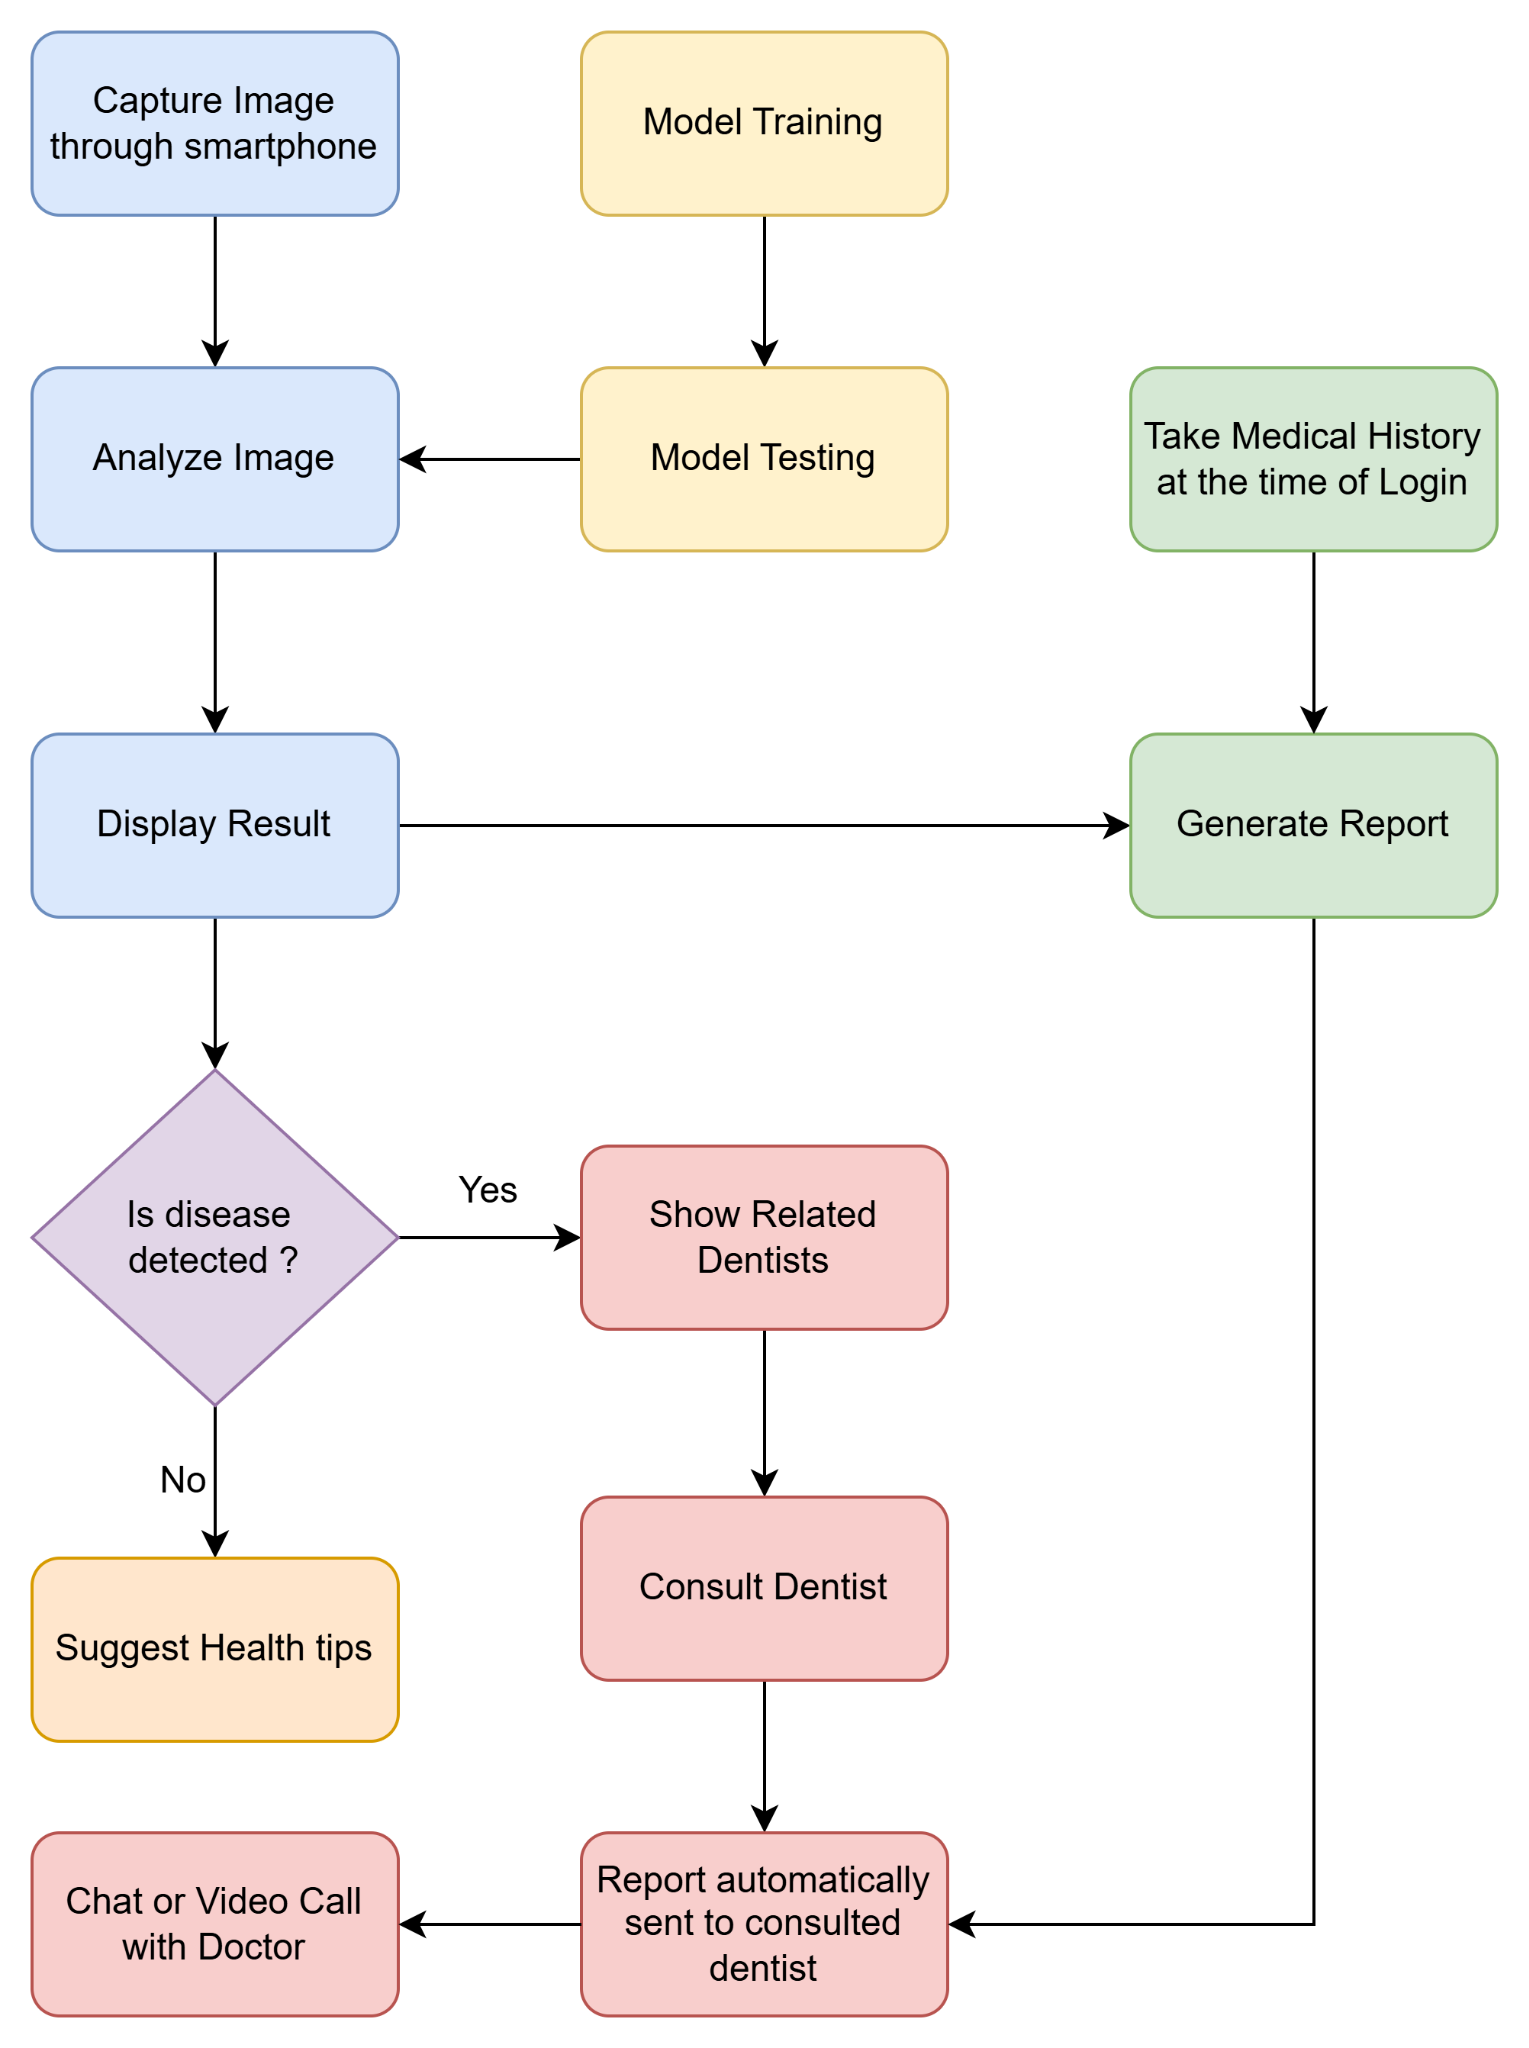 Capture Image
through smartphone
Model Training
Analyze Image
Model Testing
Take Medical History
at the time of Login
Display Result
Generate Report
Is disease
detected ?
Yes
Show Related
Dentists
No
Consult Dentist
Suggest Health tips
Chat or Video Call
with Doctor
Report automatically
sent to consulted
dentist